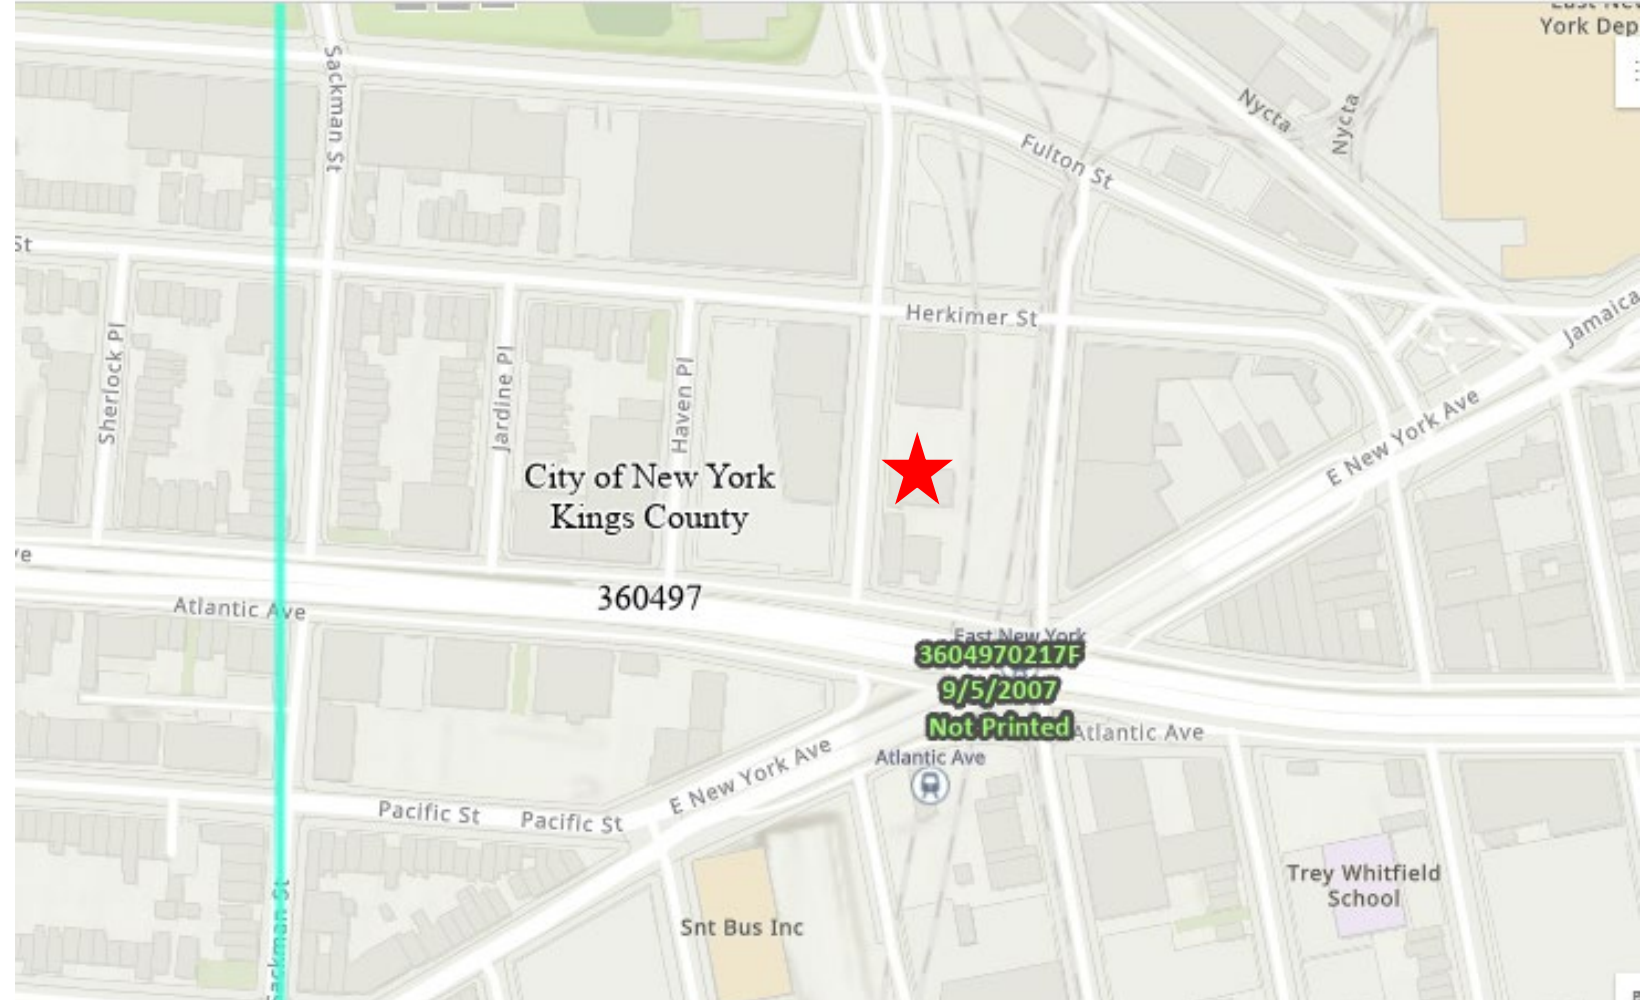 York Dep
Sackman St
Nycta
Nycta
Fulton St
St
Herkimer St
Jamaica
Sherlock Pl
Jardine Pl
Haven Pl
E New York Ave
City of New York
Kings County
360497
Atlantic Ave
East New York
3604970217F
9/5/2007
Not Printed
Atlantic Ave
Atlantic Ave
E New York Ave
Pacific St
Pacific St
Trey Whitfield
School
Snt Bus Inc
Sackman St